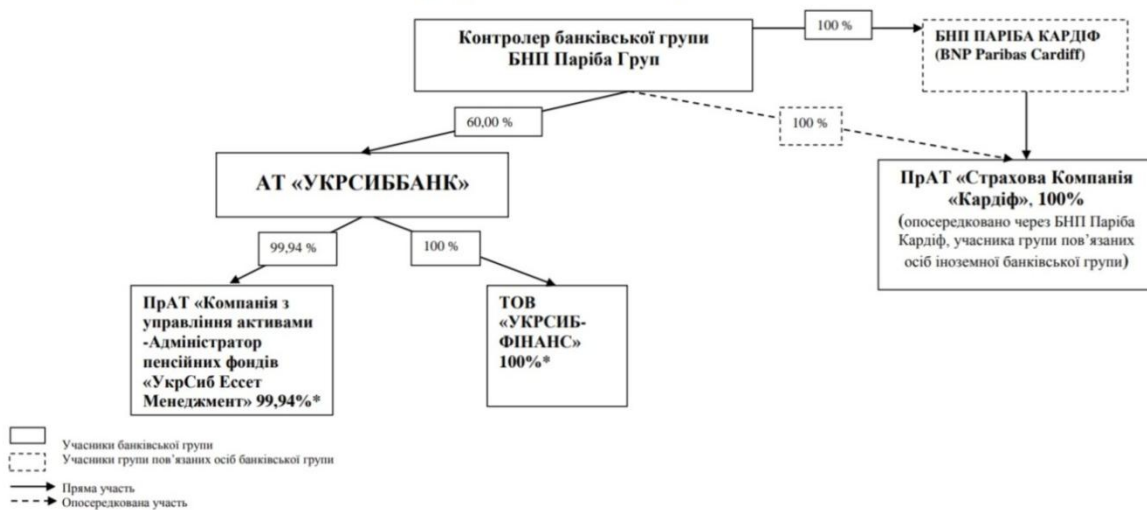 Контролер банківської групи
БНП Паріба Груп
100 %
БНП ПАРІБА КАРДІФ
(BNP Paribas Cardiff)
60,00 %
100 %
АТ «УКРСИББАНК»
ПрАТ «Страхова Компанія
«Кардіф», 100%
(опосередковано через БНП Паріба
Кардіф, учасника групи пов’язаних
осіб іноземної банківської групи)
99,94 %
100 %
ПрАТ «Компанія з
управління активами
-Адміністратор
пенсійних фондів
«УкрСиб Ессет
Менеджмент» 99,94%*
ТОВ
«УКРСИБ-
ФІНАНС»
100%*
Учасники банківської групи
Учасники групи пов’язаних осіб банківської групи
Пряма участь
Опосередкована участь